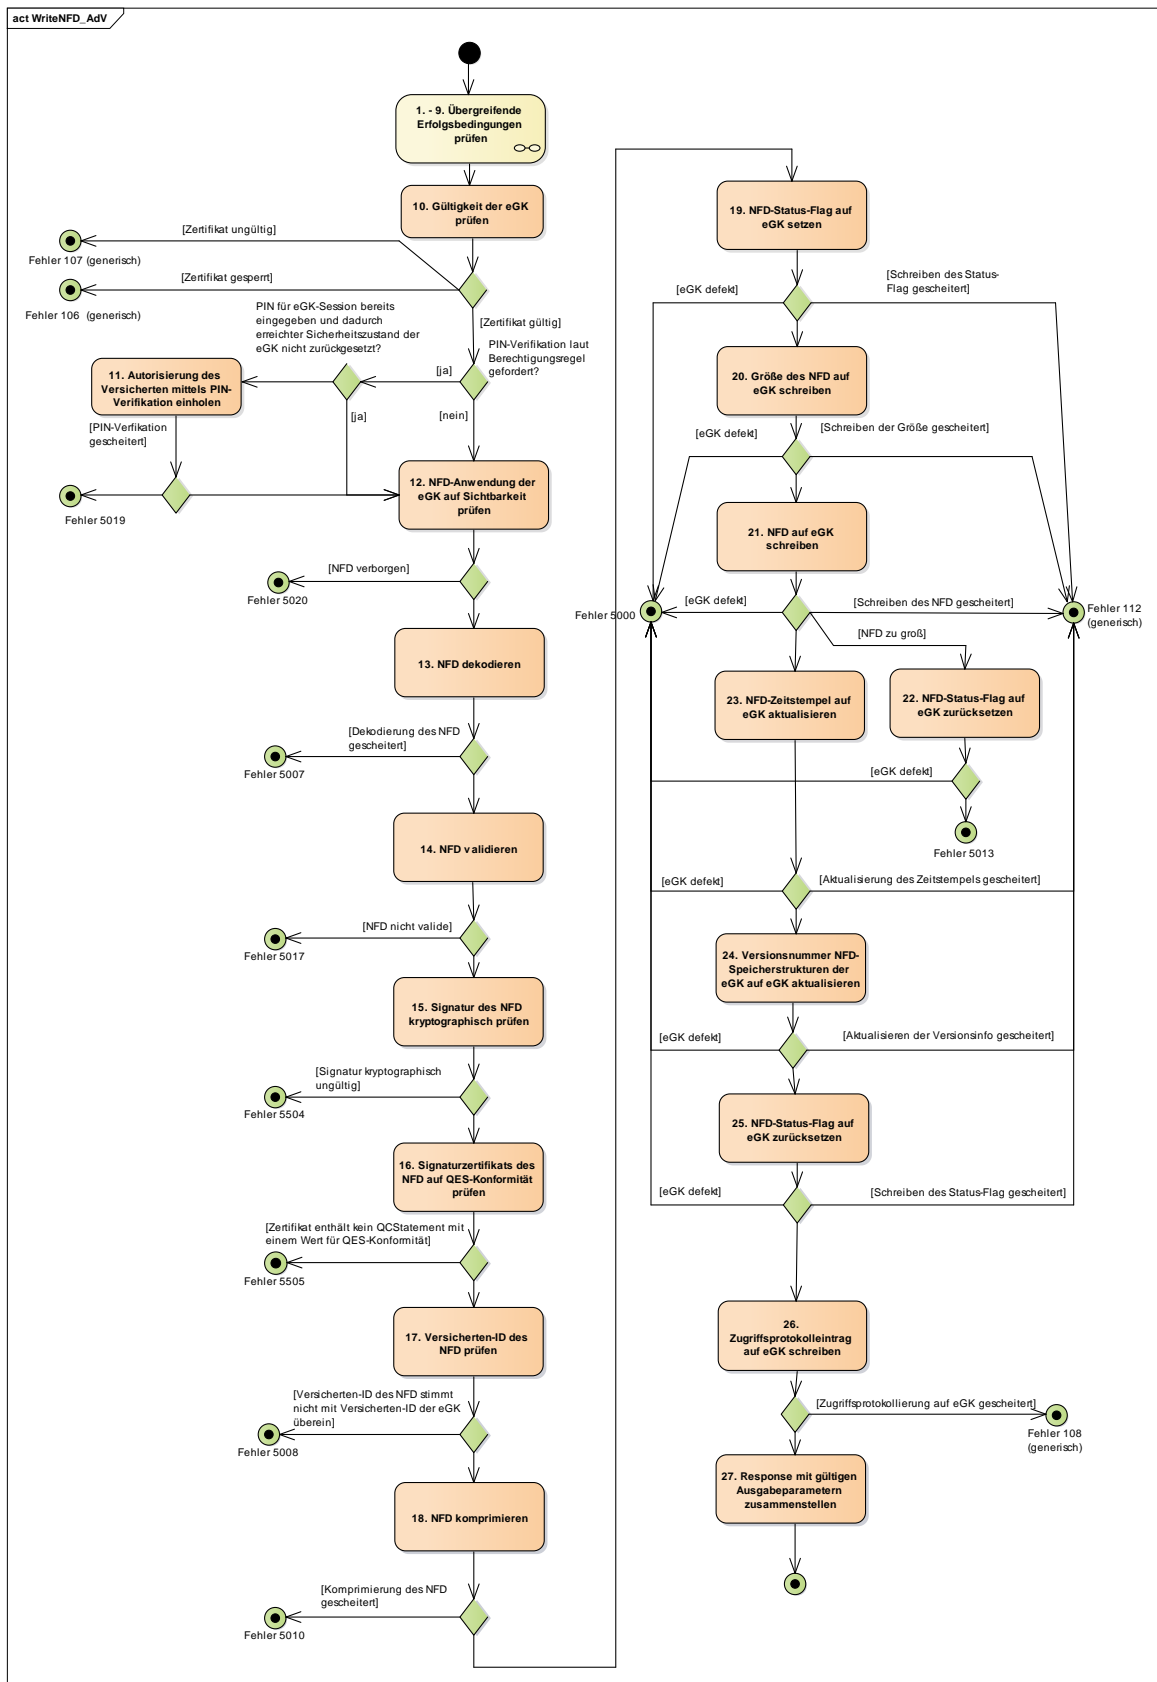 act WriteNFD_AdV
1. - 9. Übergreifende
Erfolgsbedingungen
prüfen
10. Gültigkeit der eGK
prüfen
[Zertifikat ungültig]
Fehler 107 (generisch)
[Zertifikat gesperrt]
Fehler 106  (generisch)
PIN für eGK-Session bereits
eingegeben und dadurch
erreichter Sicherheitszustand der
eGK nicht zurückgesetzt?
[Zertifikat gültig]
PIN-Verifikation laut
Berechtigungsregel
gefordert?
[ja]
11. Autorisierung des
Versicherten mittels PIN-
Verifikation einholen
[ja]
[nein]
[PIN-Verfikation
gescheitert]
Fehler 5019
12. NFD-Anwendung der
eGK auf Sichtbarkeit
prüfen
[NFD verborgen]
Fehler 5020
13. NFD dekodieren
[Dekodierung des NFD
gescheitert]
Fehler 5007
14. NFD validieren
[NFD nicht valide]
Fehler 5017
15. Signatur des NFD
kryptographisch prüfen
[Signatur kryptographisch
ungültig]
Fehler 5504
16. Signaturzertifikats des
NFD auf QES-Konformität
prüfen
[Zertifikat enthält kein QCStatement mit
einem Wert für QES-Konformität]
Fehler 5505
17. Versicherten-ID des
NFD prüfen
[Versicherten-ID des NFD stimmt
nicht mit Versicherten-ID der eGK
überein]
Fehler 5008
18. NFD komprimieren
[Komprimierung des NFD
gescheitert]
Fehler 5010
19. NFD-Status-Flag auf
eGK setzen
[eGK defekt]
[Schreiben des Status-
Flag gescheitert]
20. Größe des NFD auf
eGK schreiben
[eGK defekt]
[Schreiben der Größe gescheitert]
21. NFD auf eGK
schreiben
[eGK defekt]
[Schreiben des NFD gescheitert]
Fehler 5000
Fehler 112
(generisch)
[NFD zu groß]
23. NFD-Zeitstempel auf
eGK aktualisieren
22. NFD-Status-Flag auf
eGK zurücksetzen
[eGK defekt]
Fehler 5013
[eGK defekt]
[Aktualisierung des Zeitstempels gescheitert]
24. Versionsnummer NFD-
Speicherstrukturen der
eGK auf eGK aktualisieren
[eGK defekt]
[Aktualisieren der Versionsinfo gescheitert]
25. NFD-Status-Flag auf
eGK zurücksetzen
[eGK defekt]
[Schreiben des Status-Flag gescheitert]
26.
Zugriffsprotokolleintrag
auf eGK schreiben
[Zugriffsprotokollierung auf eGK gescheitert]
Fehler 108
(generisch)
27. Response mit gültigen
Ausgabeparametern
zusammenstellen